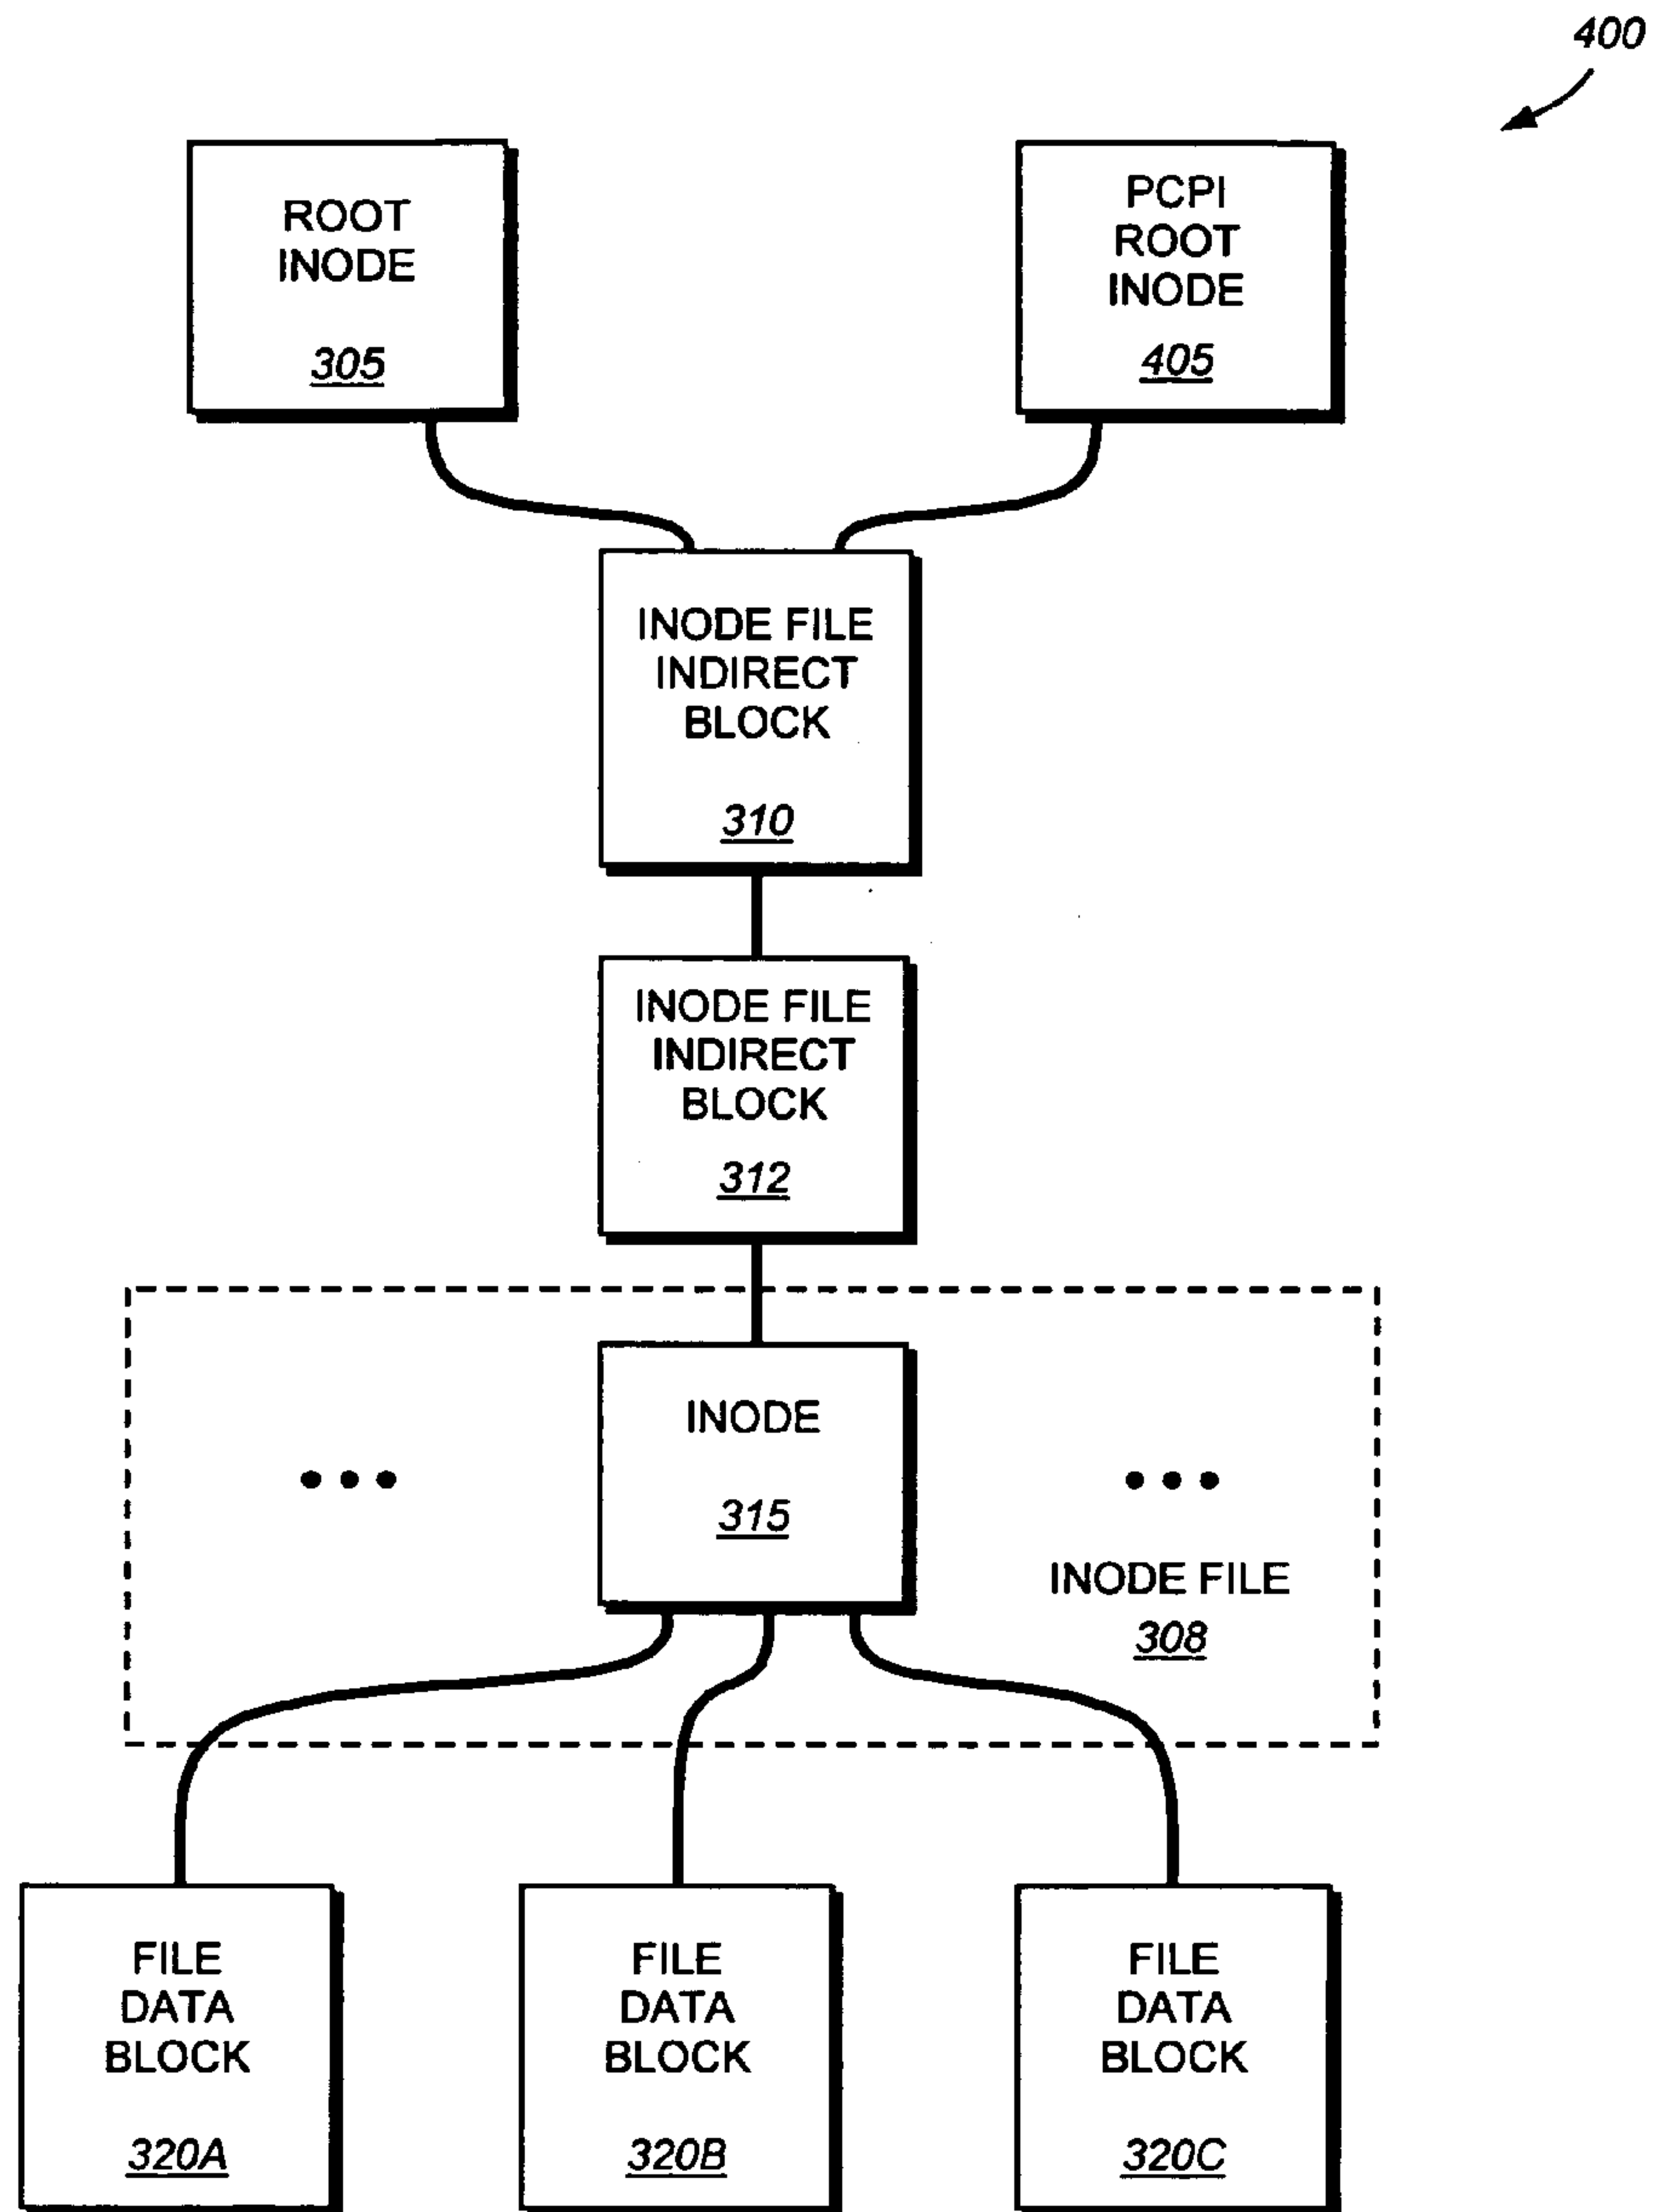 400
ROOT
INODE
305
PCPI
ROOT
INODE
405
INODE FILE
INDIRECT
BLOCK
310
INODE FILE
INDIRECT
BLOCK
312
INODE
315
INODE FILE
308
FILE
DATA
BLOCK
320A
FILE
DATA
BLOCK
320B
FILE
DATA
BLOCK
320C